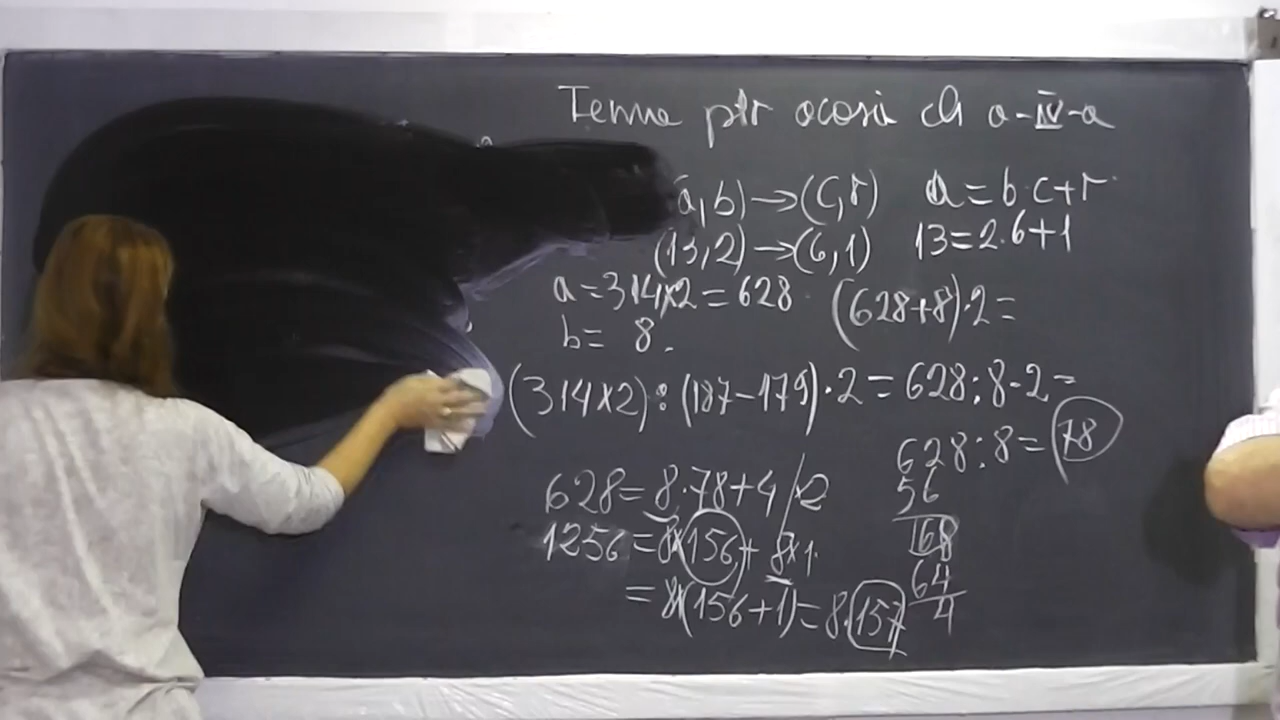 Teme ptr acasă cls a-IV-a
a,b)→(C,r) a=b·c+r
(13,2)→(6,1) 13=2·6+1
a=314×2=628 (628+8)·2=
b= 8.
(314×2):(187-179)·2=628:8·2=
628:8=78
56
168
64
4
628=8·78+4/×2
1256=8×156+8×1
=8×(156+1)=8·157